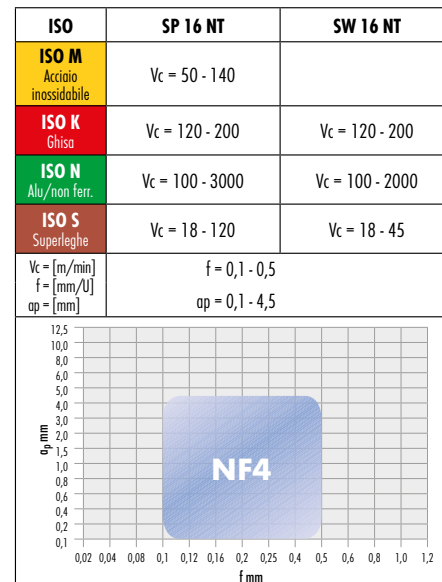 ISO SP 16 NT SW 16 NT
ISO M
Acciaio
inossidabile
Vc = 50 - 140
ISO K
Ghisa
Vc = 120 - 200 Vc = 120 - 200
ISO N
Alu/non ferr.
Vc = 100 - 3000 Vc = 100 - 2000
ISO S
Superleghe
Vc = 18 - 120 Vc = 18 - 45
Vc = [m/min]
f = [mm/U]
ap = [mm]
f = 0,1 - 0,5
ap = 0,1 - 4,5
12,5
10,0
8,0
6,0
5,0
4,0
3,0
2,0
1,5
1,0
0,8
0,6
0,4
0,2
0,1
ap mm
NF4
0,02 0,04 0,08 0,1 0,12 0,16 0,2 0,25 0,4 0,5 0,6 0,8 1,0 1,2
f mm